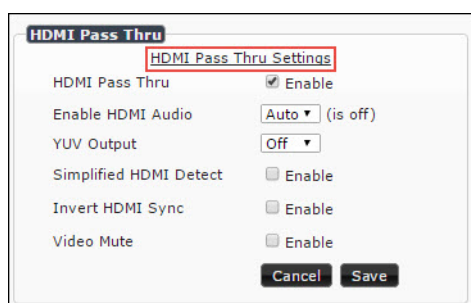 HDMI Pass Thru
HDMI Pass Thru Settings
HDMI Pass Thru Enable
Enable HDMI Audio Auto (is off)
YUV Output Off
Simplified HDMI Detect Enable
Invert HDMI Sync Enable
Video Mute Enable
Cancel Save